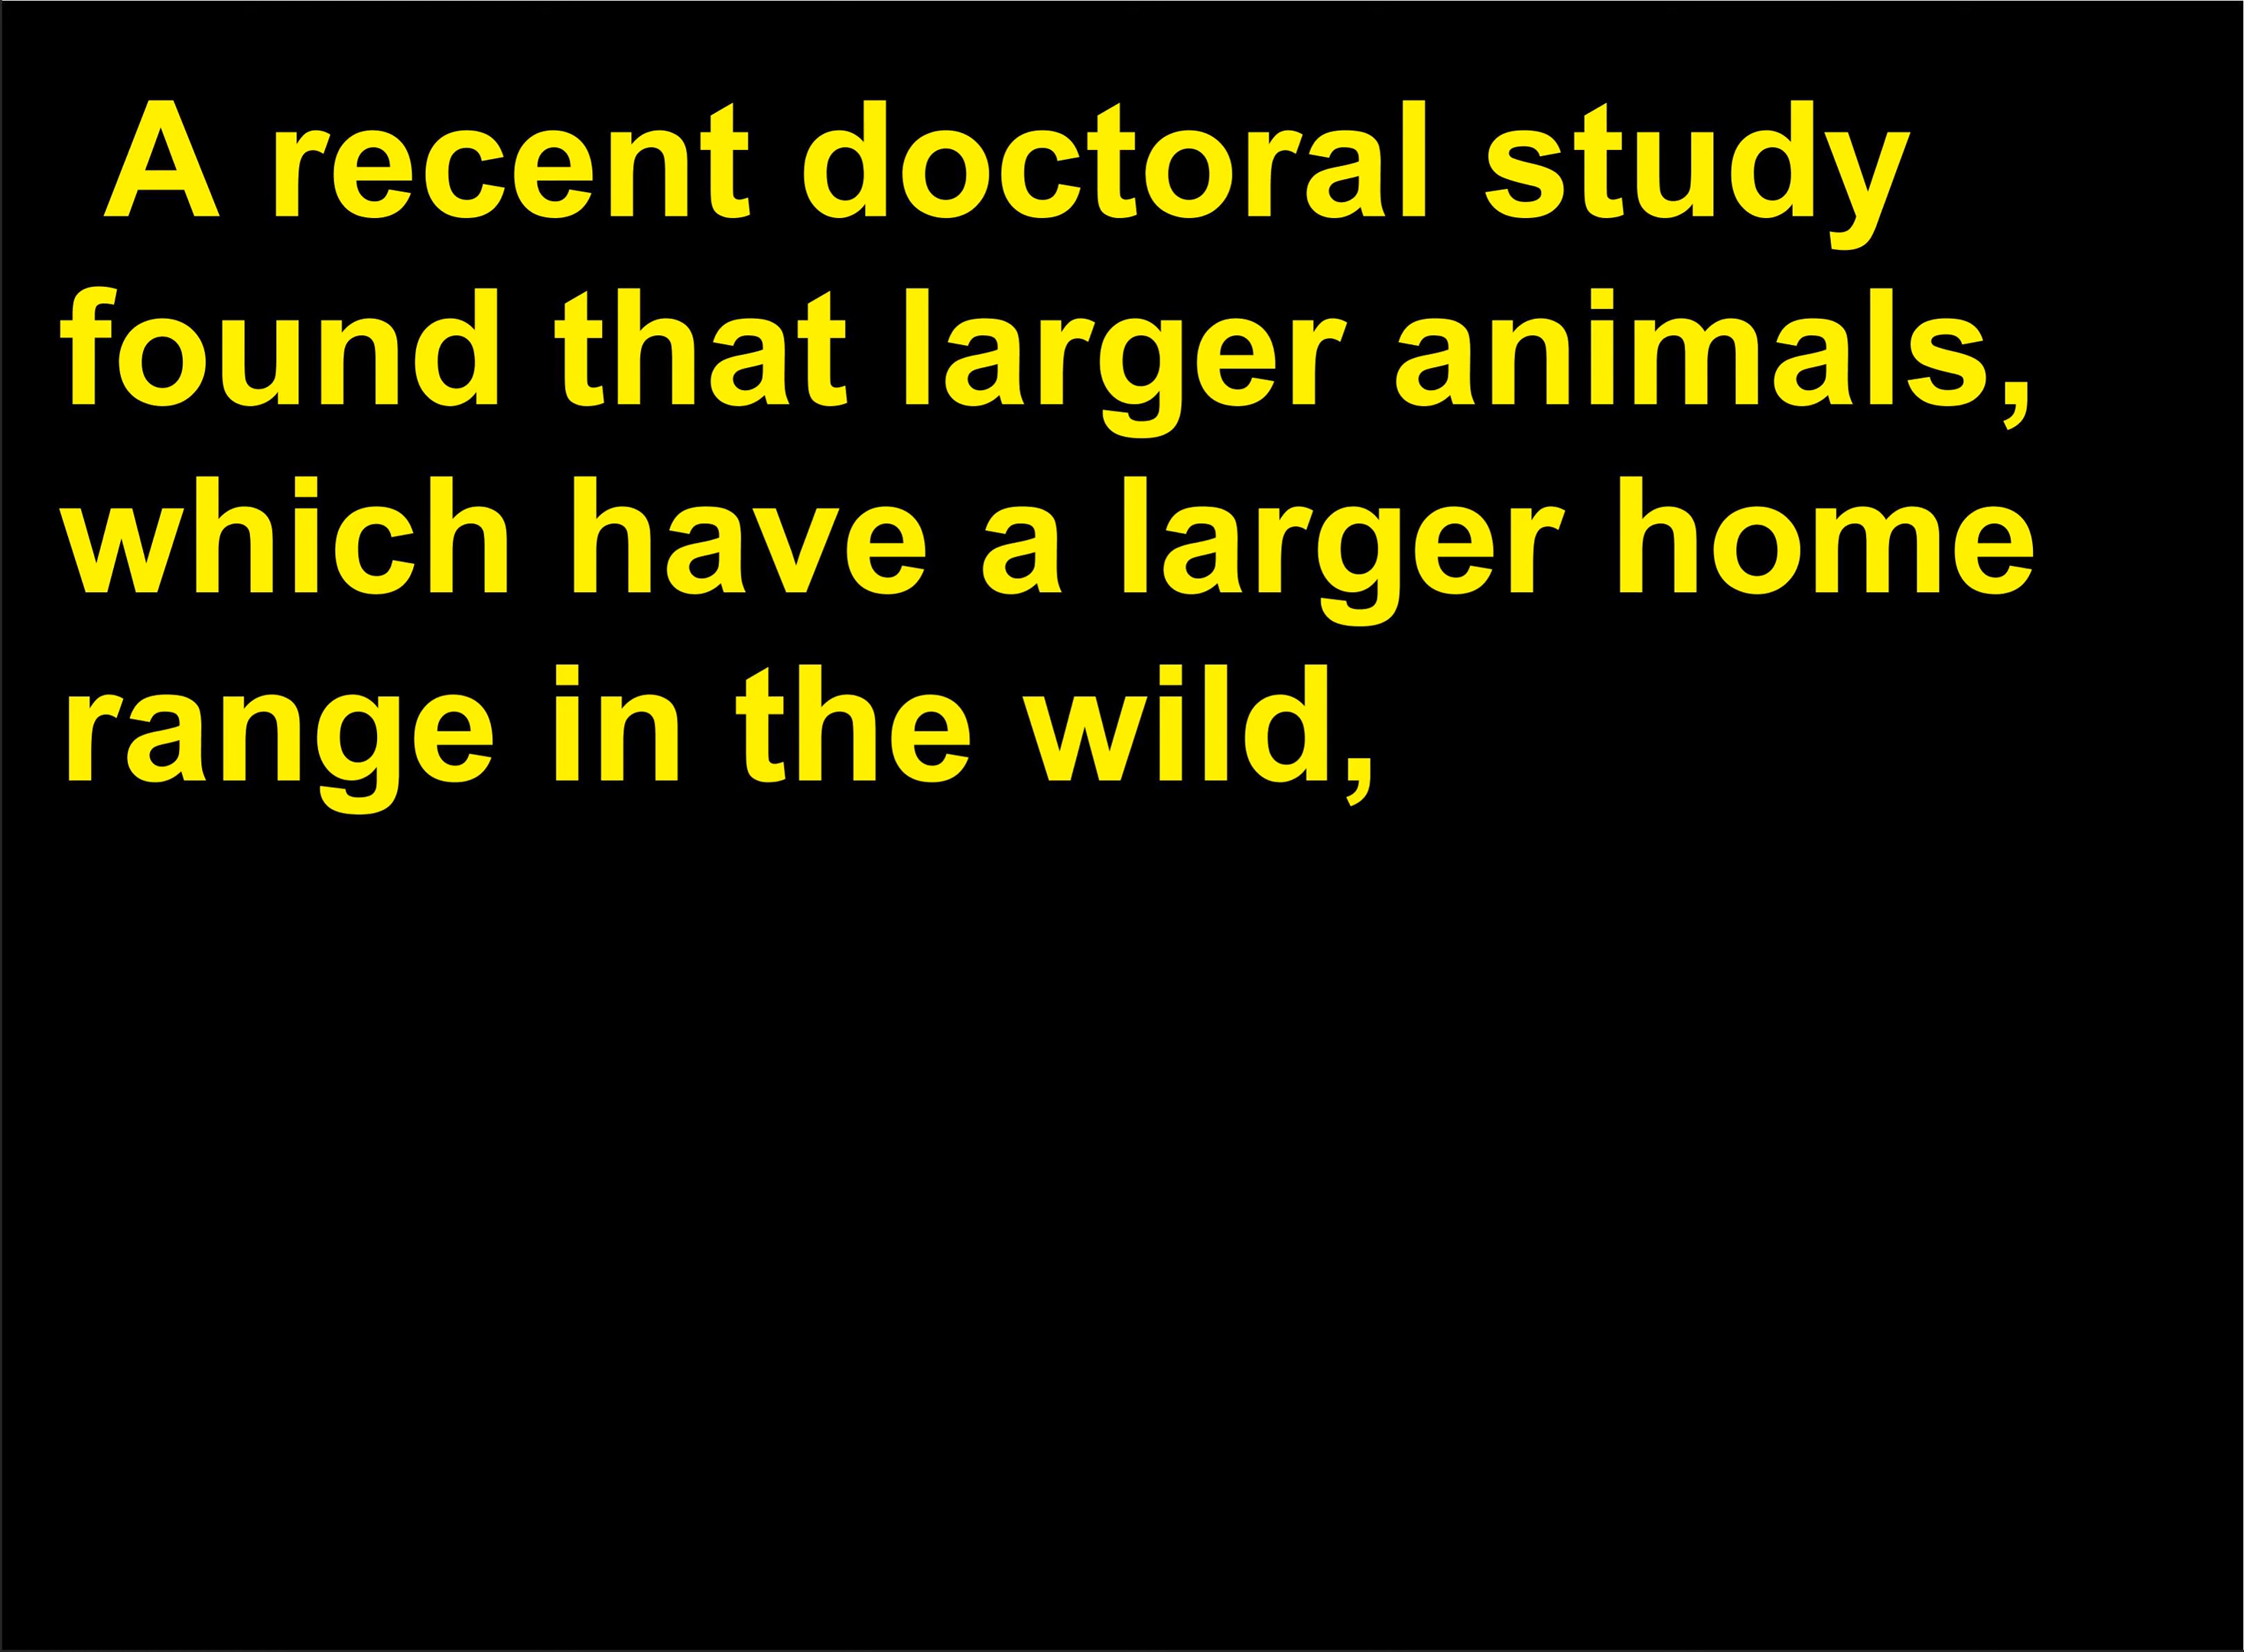 A recent doctoral study
found that larger animals,
which have a larger home
range in the wild,